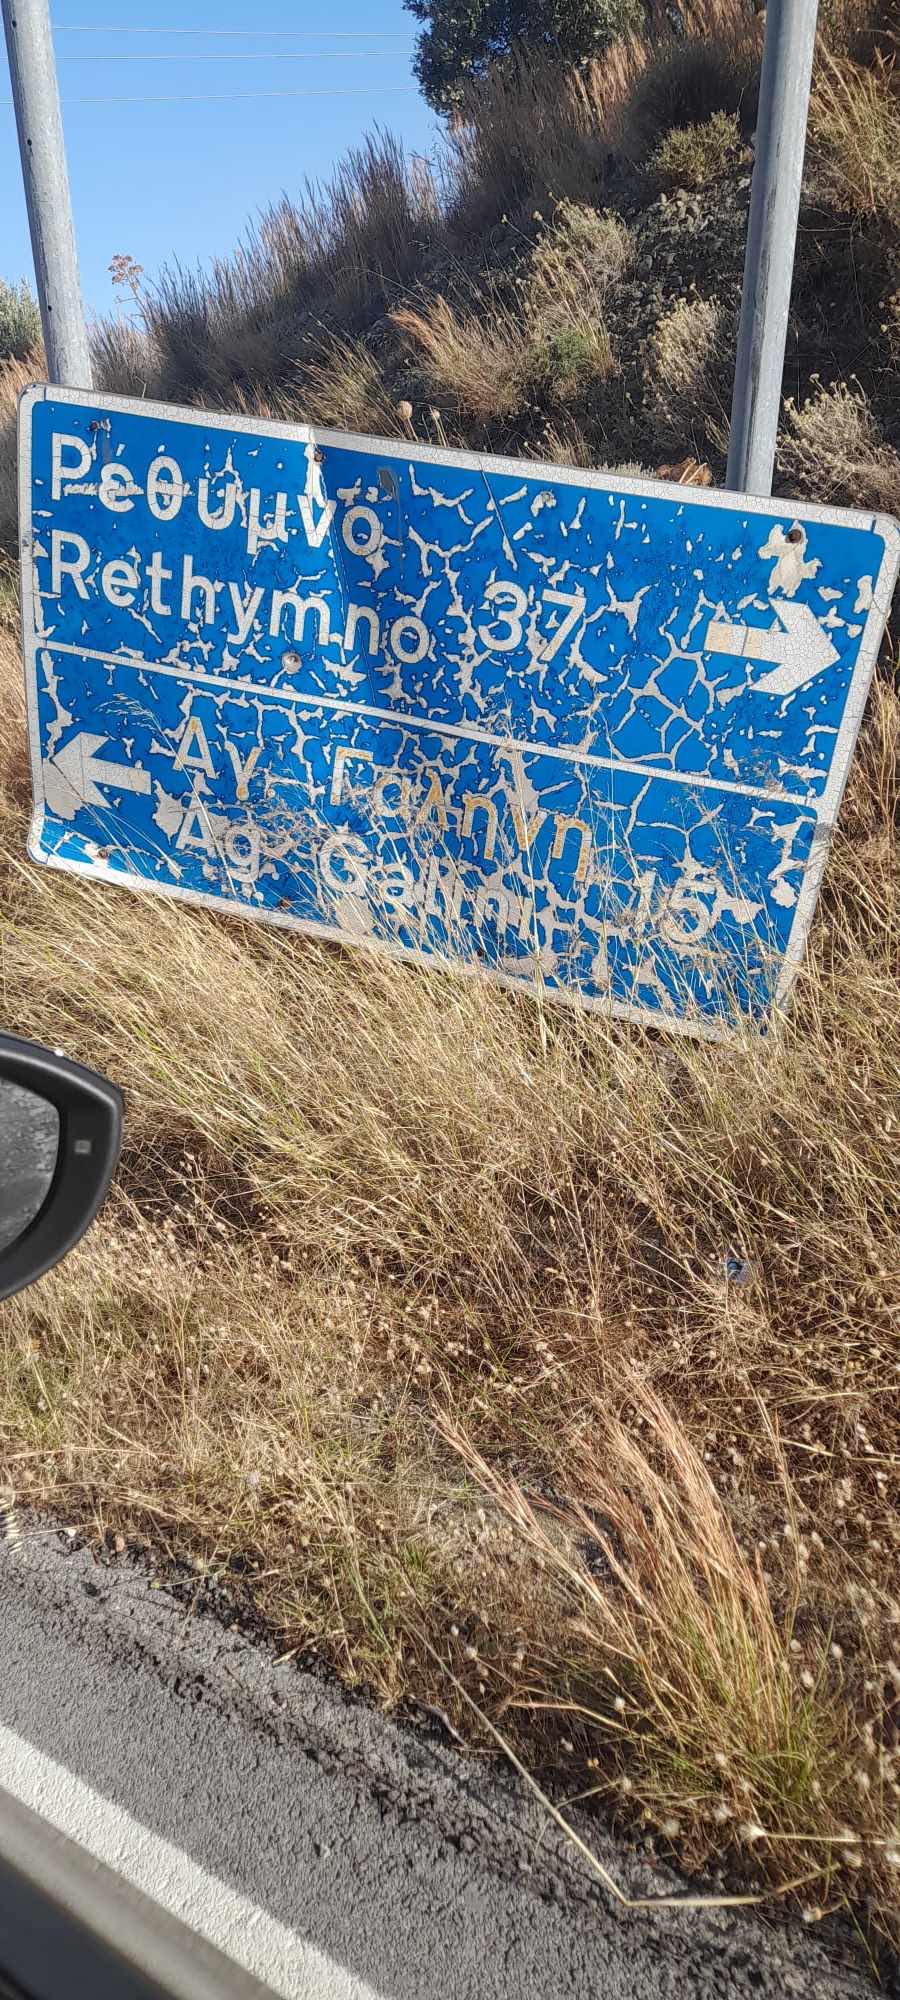 Ρέθυμνο
Rethymno 37
Αγ. Γαλήνη
Ag. Galini 15